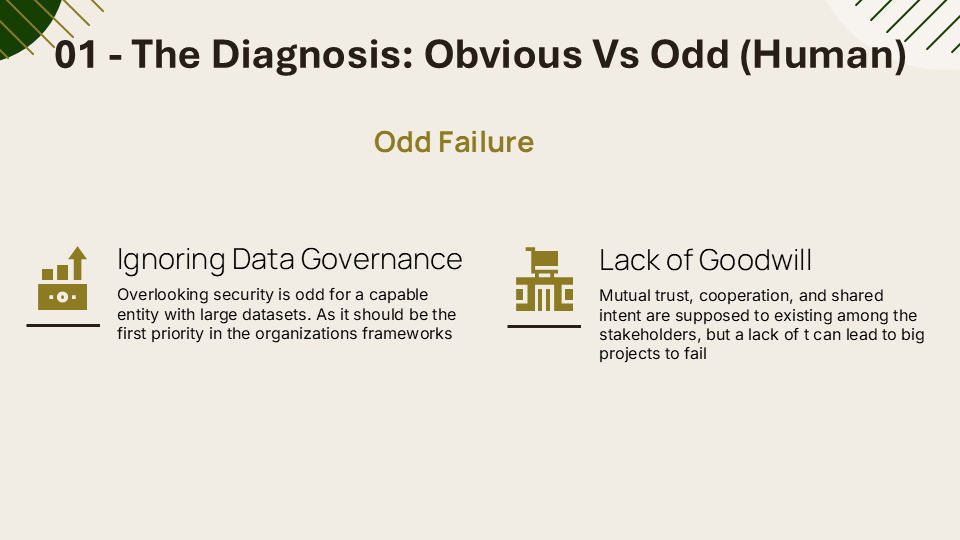 01 - The Diagnosis: Obvious Vs Odd (Human)
Odd Failure
Ignoring Data Governance
Overlooking security is odd for a capable
entity with large datasets. As it should be the
first priority in the organizations frameworks
Lack of Goodwill
Mutual trust, cooperation, and shared
intent are supposed to existing among the
stakeholders, but a lack of t can lead to big
projects to fail